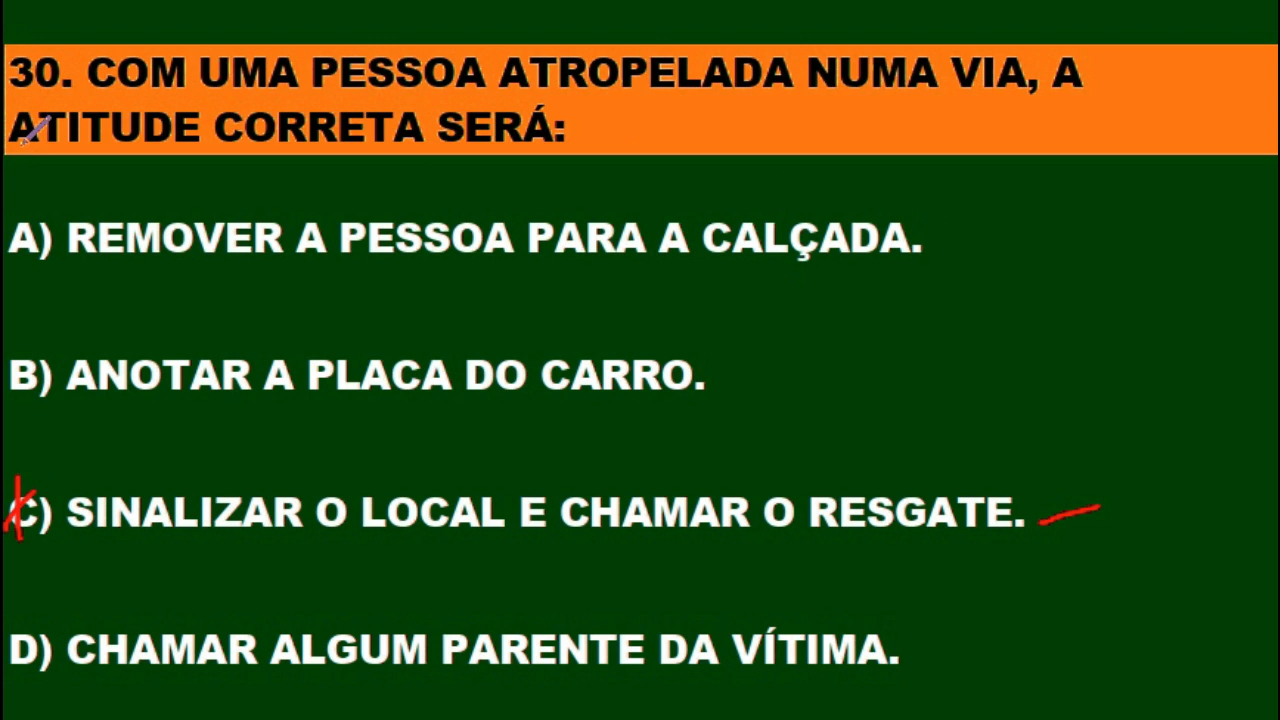 30. COM UMA PESSOA ATROPELADA NUMA VIA, A
ATITUDE CORRETA SERÁ:
A) REMOVER A PESSOA PARA A CALÇADA.
B) ANOTAR A PLACA DO CARRO.
C) SINALIZAR O LOCAL E CHAMAR O RESGATE.
D) CHAMAR ALGUM PARENTE DA VÍTIMA.